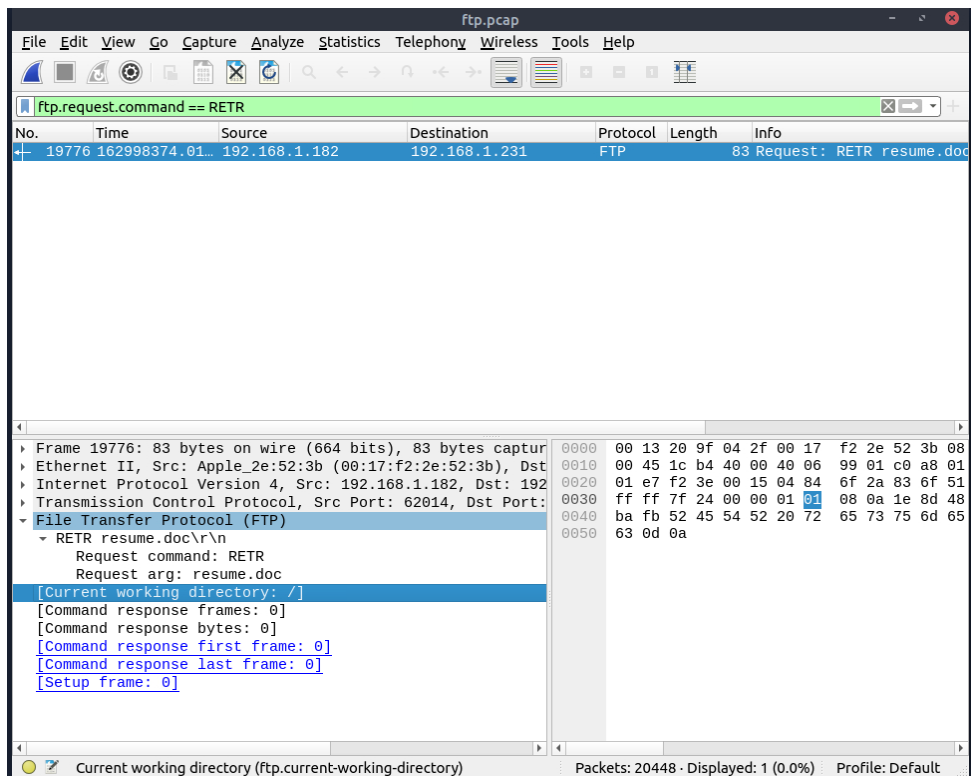 ftp.pcap
File Edit View Go Capture Analyze Statistics Telephony Wireless Tools Help
ftp.request.command == RETR
No. Time Source Destination Protocol Length Info
19776 162998374.01… 192.168.1.182 192.168.1.231 FTP 83 Request: RETR resume.doc
Frame 19776: 83 bytes on wire (664 bits), 83 bytes captur
Ethernet II, Src: Apple_2e:52:3b (00:17:f2:2e:52:3b), Dst
Internet Protocol Version 4, Src: 192.168.1.182, Dst: 192
Transmission Control Protocol, Src Port: 62014, Dst Port:
File Transfer Protocol (FTP)
RETR resume.doc\r\n
Request command: RETR
Request arg: resume.doc
[Current working directory: /]
[Command response frames: 0]
[Command response bytes: 0]
[Command response first frame: 0]
[Command response last frame: 0]
[Setup frame: 0]
0000 00 13 20 9f 04 2f 00 17 f2 2e 52 3b 08
0010 00 45 1c b4 40 00 40 06 99 01 c0 a8 01
0020 01 e7 f2 3e 00 15 04 84 6f 2a 83 6f 51
0030 ff ff 7f 24 00 00 01 01 08 0a 1e 8d 48
0040 ba fb 52 45 54 52 20 72 65 73 75 6d 65
0050 63 0d 0a
Current working directory (ftp.current-working-directory) Packets: 20448 · Displayed: 1 (0.0%) Profile: Default